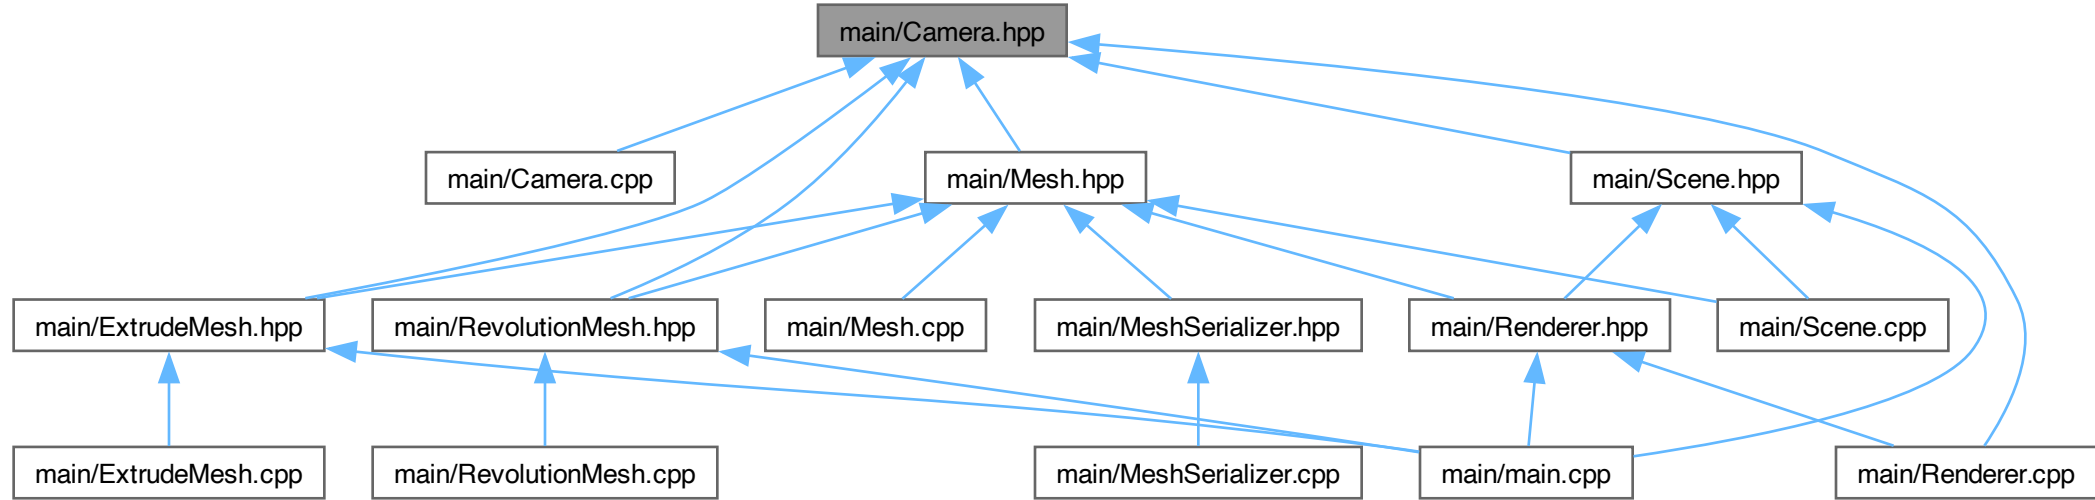 main/Camera.hpp
main/Camera.cpp
main/Mesh.hpp
main/Scene.hpp
main/ExtrudeMesh.hpp
main/RevolutionMesh.hpp
main/Mesh.cpp
main/MeshSerializer.hpp
main/Renderer.hpp
main/Scene.cpp
main/ExtrudeMesh.cpp
main/RevolutionMesh.cpp
main/MeshSerializer.cpp
main/main.cpp
main/Renderer.cpp